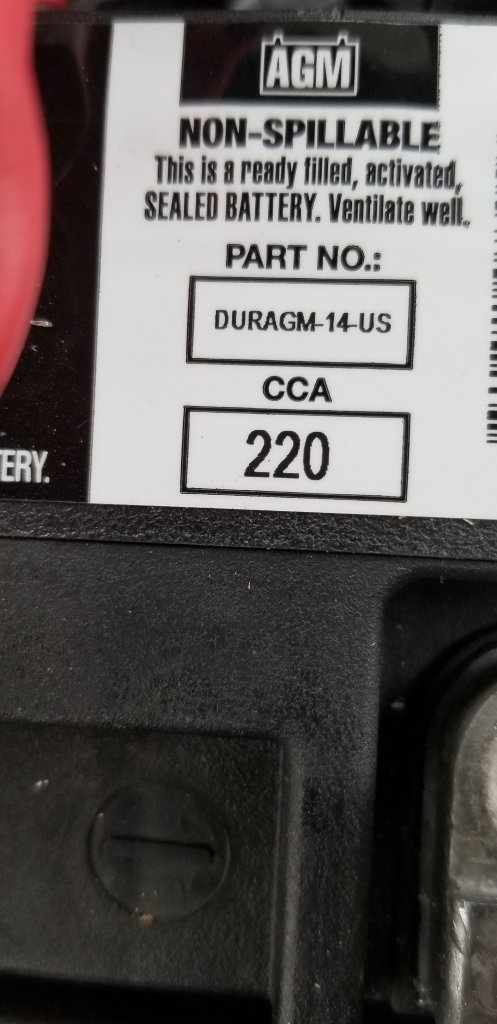 AGM
NON-SPILLABLE
This is a ready filled, activated,
SEALED BATTERY. Ventilate well.
PART NO.:
DURAGM-14-US
CCA
220
ERY.